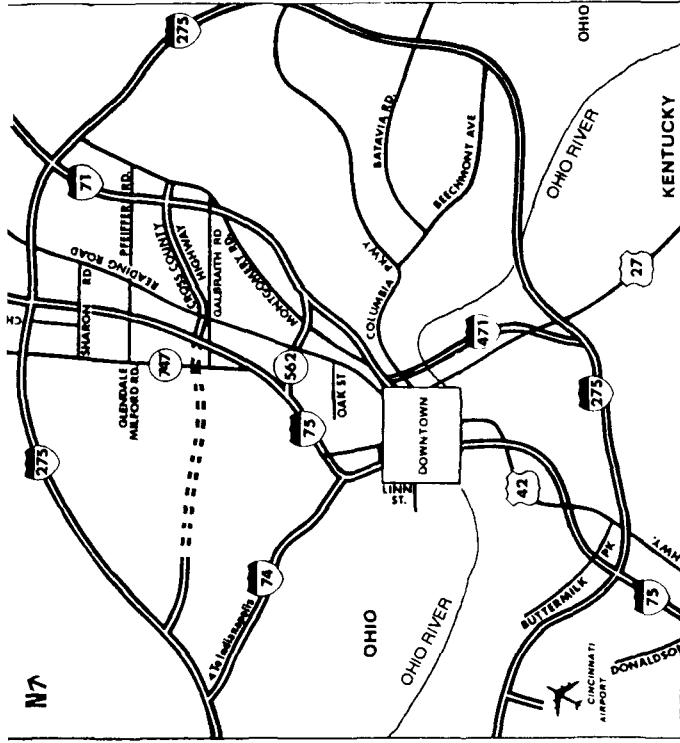 OHIO
275
71
READING ROAD
PFEIFFER RD.
SHARON RD
CROSS COUNTY
HIGHWAY
GALBRAITH RD
MONTGOMERY RD.
BATAVIA RD.
BEECHMONT AVE
OHIO RIVER
KENTUCKY
COLUMBIA
PKWY
27
471
747
GLENDALE
MILFORD RD.
562
OAK ST
75
DOWNTOWN
LINN
ST.
275
275
42
74
To Indianapolis
OHIO
OHIO RIVER
BUTTERMILK
PK
HWY.
75
N
CINCINNATI
AIRPORT
DONALDSON